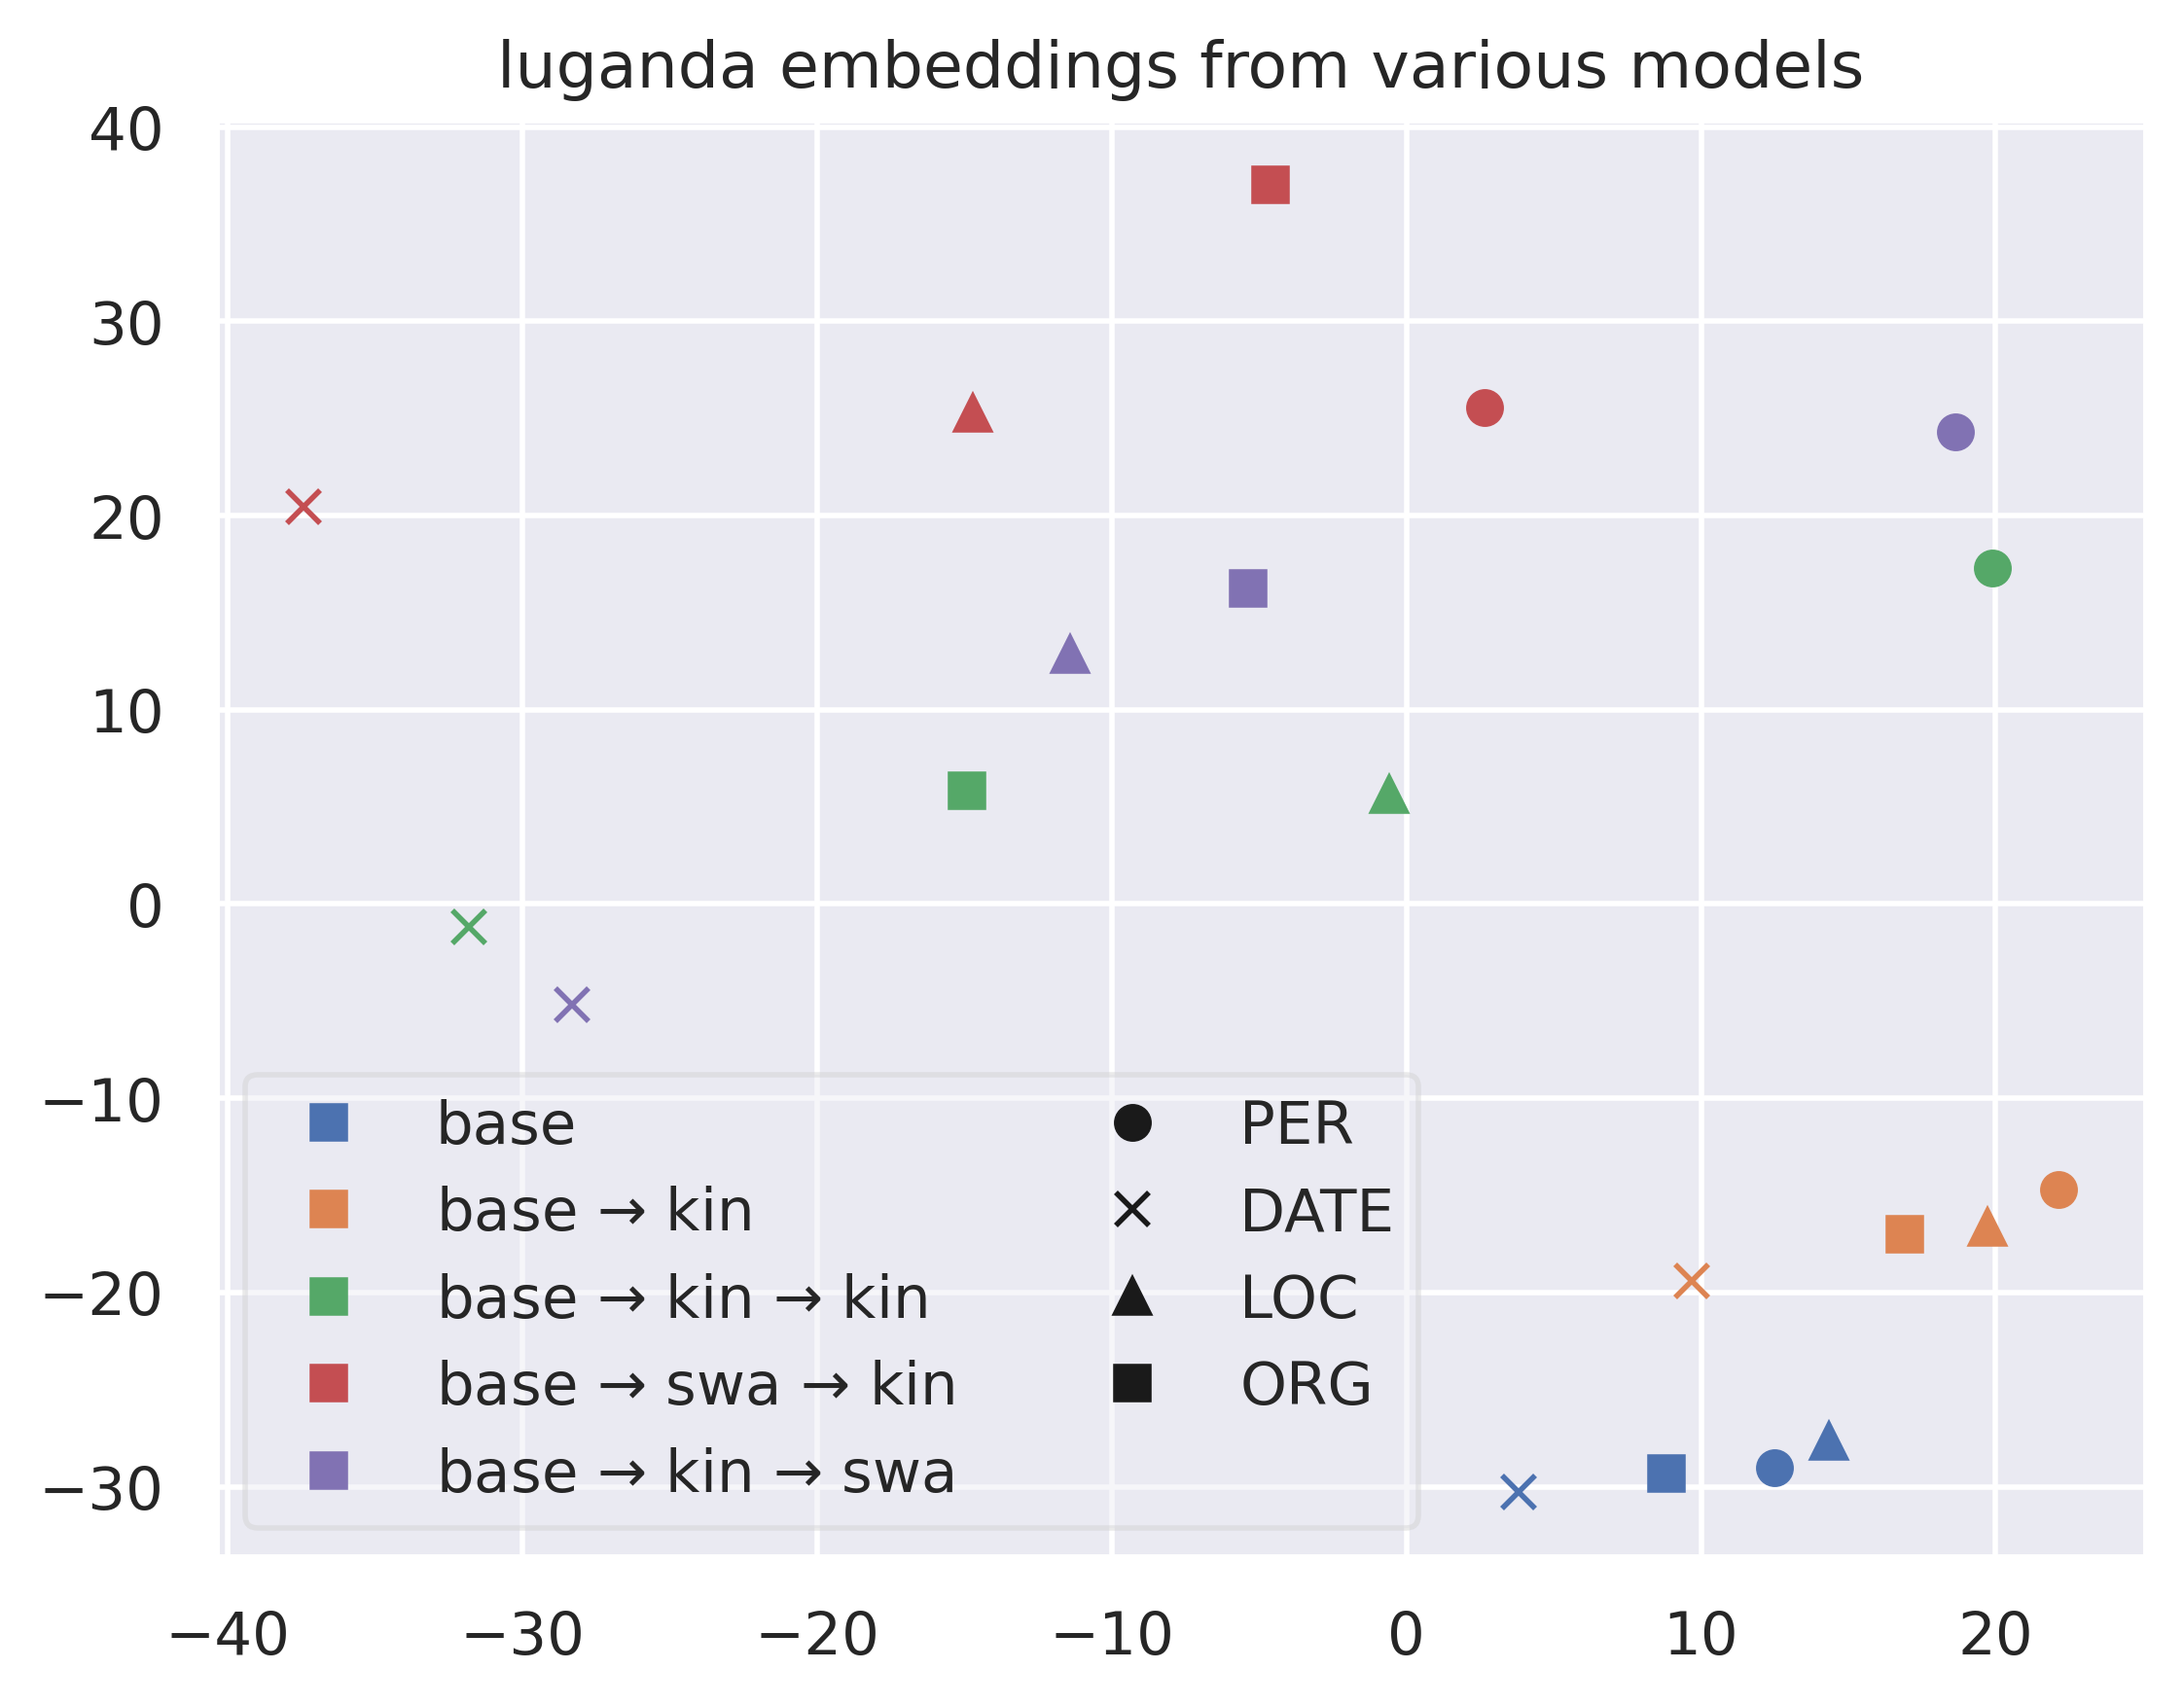 luganda embeddings from various models
40
30
20
10
0
−10
−20
−30
base
base → kin
base → kin → kin
base → swa → kin
base → kin → swa
PER
DATE
LOC
ORG
−40 −30 −20 −10 0 10 20